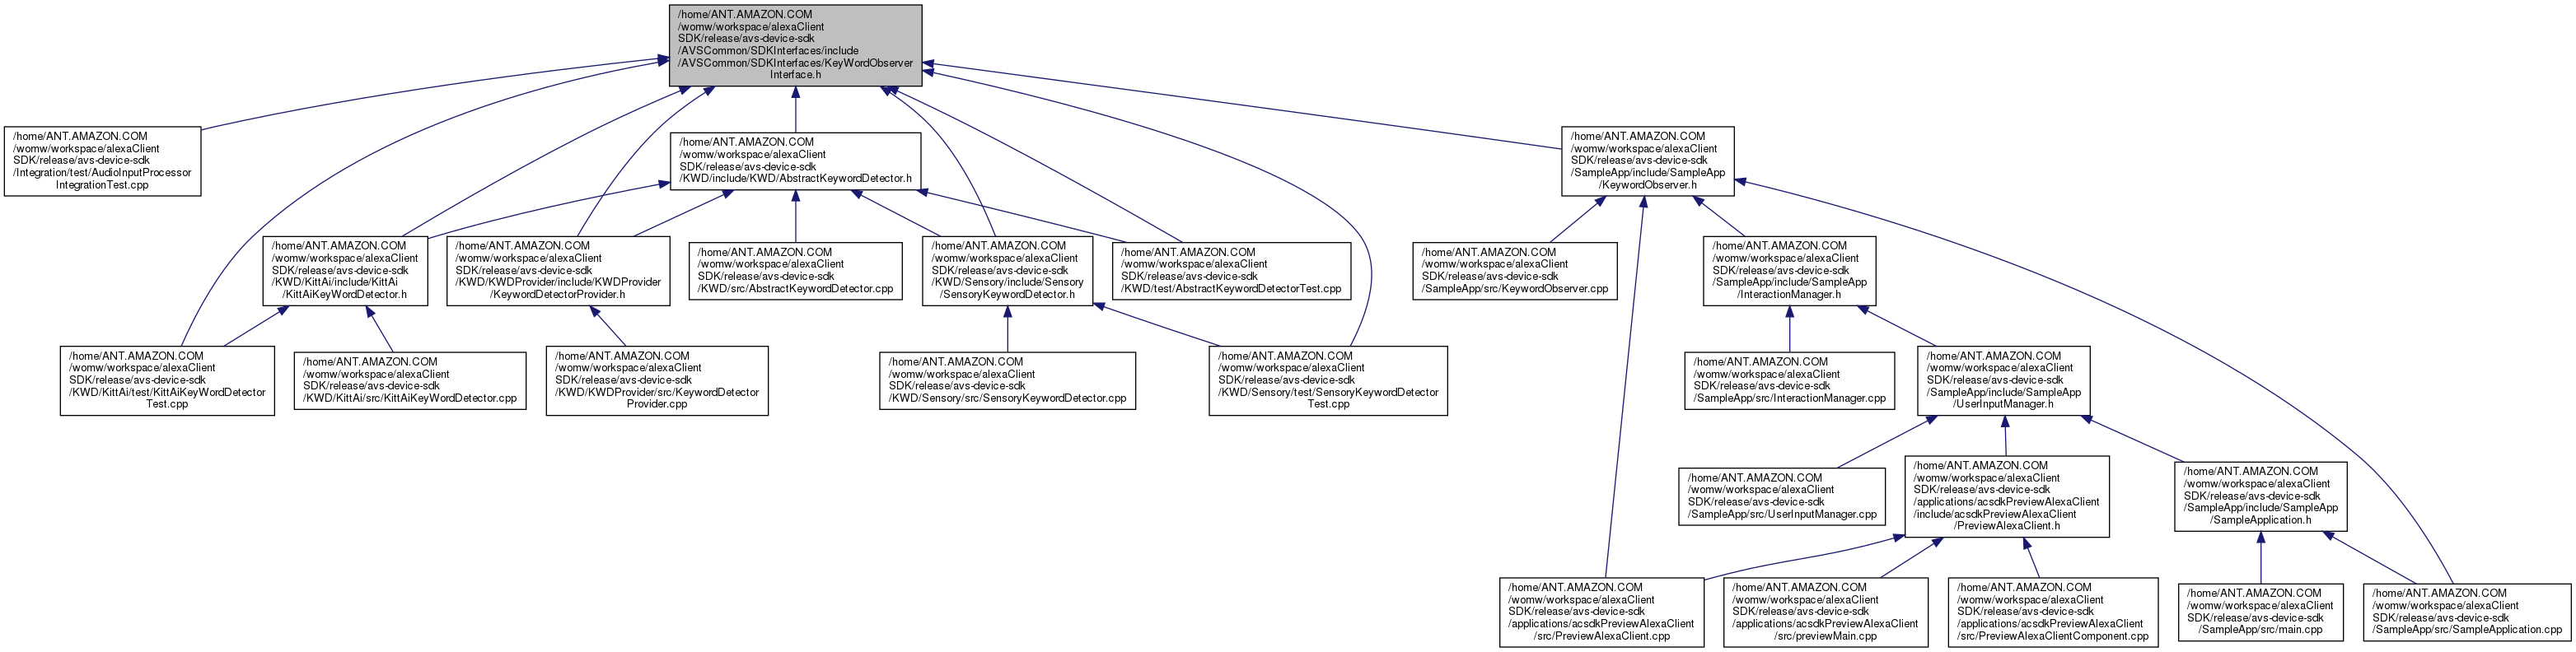 /home/ANT.AMAZON.COM
/womw/workspace/alexaClient
SDK/release/avs-device-sdk
/AVSCommon/SDKInterfaces/include
/AVSCommon/SDKInterfaces/KeyWordObserver
Interface.h
/home/ANT.AMAZON.COM
/womw/workspace/alexaClient
SDK/release/avs-device-sdk
/Integration/test/AudioInputProcessor
IntegrationTest.cpp
/home/ANT.AMAZON.COM
/womw/workspace/alexaClient
SDK/release/avs-device-sdk
/KWD/include/KWD/AbstractKeywordDetector.h
/home/ANT.AMAZON.COM
/womw/workspace/alexaClient
SDK/release/avs-device-sdk
/SampleApp/include/SampleApp
/KeywordObserver.h
/home/ANT.AMAZON.COM
/womw/workspace/alexaClient
SDK/release/avs-device-sdk
/KWD/KittAi/include/KittAi
/KittAiKeyWordDetector.h
/home/ANT.AMAZON.COM
/womw/workspace/alexaClient
SDK/release/avs-device-sdk
/KWD/KWDProvider/include/KWDProvider
/KeywordDetectorProvider.h
/home/ANT.AMAZON.COM
/womw/workspace/alexaClient
SDK/release/avs-device-sdk
/KWD/src/AbstractKeywordDetector.cpp
/home/ANT.AMAZON.COM
/womw/workspace/alexaClient
SDK/release/avs-device-sdk
/KWD/Sensory/include/Sensory
/SensoryKeywordDetector.h
/home/ANT.AMAZON.COM
/womw/workspace/alexaClient
SDK/release/avs-device-sdk
/KWD/test/AbstractKeywordDetectorTest.cpp
/home/ANT.AMAZON.COM
/womw/workspace/alexaClient
SDK/release/avs-device-sdk
/SampleApp/src/KeywordObserver.cpp
/home/ANT.AMAZON.COM
/womw/workspace/alexaClient
SDK/release/avs-device-sdk
/SampleApp/include/SampleApp
/InteractionManager.h
/home/ANT.AMAZON.COM
/womw/workspace/alexaClient
SDK/release/avs-device-sdk
/KWD/KittAi/test/KittAiKeyWordDetector
Test.cpp
/home/ANT.AMAZON.COM
/womw/workspace/alexaClient
SDK/release/avs-device-sdk
/KWD/KittAi/src/KittAiKeyWordDetector.cpp
/home/ANT.AMAZON.COM
/womw/workspace/alexaClient
SDK/release/avs-device-sdk
/KWD/KWDProvider/src/KeywordDetector
Provider.cpp
/home/ANT.AMAZON.COM
/womw/workspace/alexaClient
SDK/release/avs-device-sdk
/KWD/Sensory/src/SensoryKeywordDetector.cpp
/home/ANT.AMAZON.COM
/womw/workspace/alexaClient
SDK/release/avs-device-sdk
/KWD/Sensory/test/SensoryKeywordDetector
Test.cpp
/home/ANT.AMAZON.COM
/womw/workspace/alexaClient
SDK/release/avs-device-sdk
/SampleApp/src/InteractionManager.cpp
/home/ANT.AMAZON.COM
/womw/workspace/alexaClient
SDK/release/avs-device-sdk
/SampleApp/include/SampleApp
/UserInputManager.h
/home/ANT.AMAZON.COM
/womw/workspace/alexaClient
SDK/release/avs-device-sdk
/SampleApp/src/UserInputManager.cpp
/home/ANT.AMAZON.COM
/womw/workspace/alexaClient
SDK/release/avs-device-sdk
/applications/acsdkPreviewAlexaClient
/include/acsdkPreviewAlexaClient
/PreviewAlexaClient.h
/home/ANT.AMAZON.COM
/womw/workspace/alexaClient
SDK/release/avs-device-sdk
/SampleApp/include/SampleApp
/SampleApplication.h
/home/ANT.AMAZON.COM
/womw/workspace/alexaClient
SDK/release/avs-device-sdk
/applications/acsdkPreviewAlexaClient
/src/PreviewAlexaClient.cpp
/home/ANT.AMAZON.COM
/womw/workspace/alexaClient
SDK/release/avs-device-sdk
/applications/acsdkPreviewAlexaClient
/src/previewMain.cpp
/home/ANT.AMAZON.COM
/womw/workspace/alexaClient
SDK/release/avs-device-sdk
/applications/acsdkPreviewAlexaClient
/src/PreviewAlexaClientComponent.cpp
/home/ANT.AMAZON.COM
/womw/workspace/alexaClient
SDK/release/avs-device-sdk
/SampleApp/src/main.cpp
/home/ANT.AMAZON.COM
/womw/workspace/alexaClient
SDK/release/avs-device-sdk
/SampleApp/src/SampleApplication.cpp